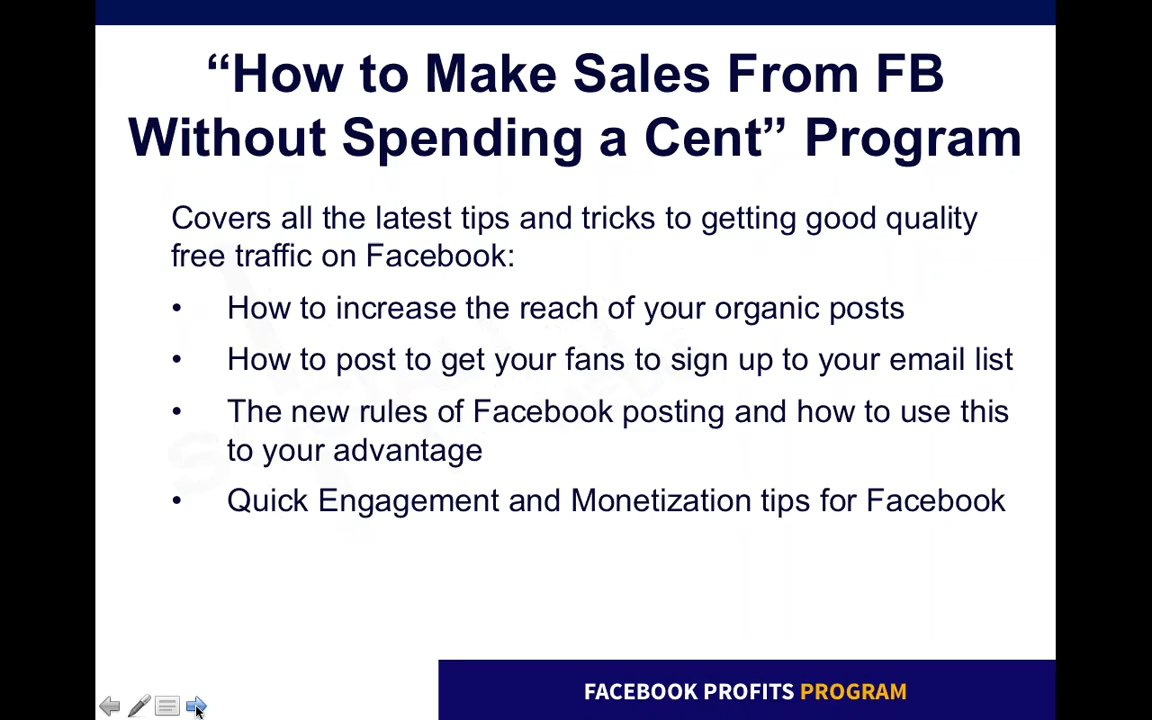 “How to Make Sales From FB
Without Spending a Cent” Program
Covers all the latest tips and tricks to getting good quality
free traffic on Facebook:
• How to increase the reach of your organic posts
• How to post to get your fans to sign up to your email list
• The new rules of Facebook posting and how to use this
to your advantage
• Quick Engagement and Monetization tips for Facebook
FACEBOOK PROFITS PROGRAM